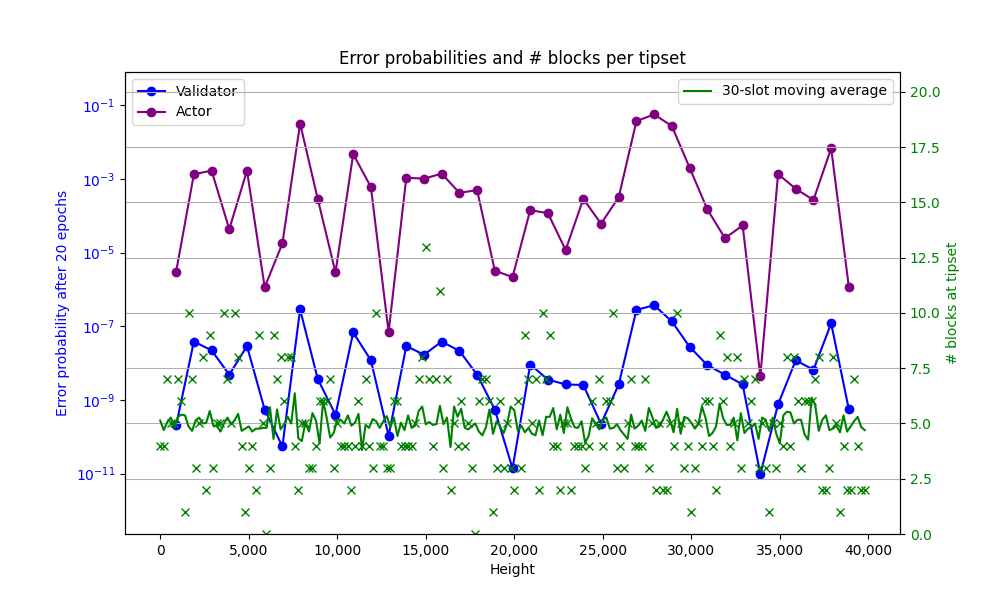 Error probabilities and # blocks per tipset
Validator
Actor
30-slot moving average
10⁻¹
10⁻³
10⁻⁵
10⁻⁷
10⁻⁹
10⁻¹¹
Error probability after 20 epochs
20.0
17.5
15.0
12.5
10.0
7.5
5.0
2.5
0.0
# blocks at tipset
0 5,000 10,000 15,000 20,000 25,000 30,000 35,000 40,000
Height